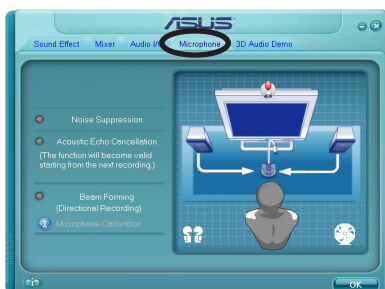 ASUS
Sound Effect Mixer Audio I/O Microphone 3D Audio Demo
Noise Suppression
Acoustic Echo Cancellation
(The function will become valid
starting from the next recording.)
Beam Forming
(Directional Recording)
Microphone Calibration
OK